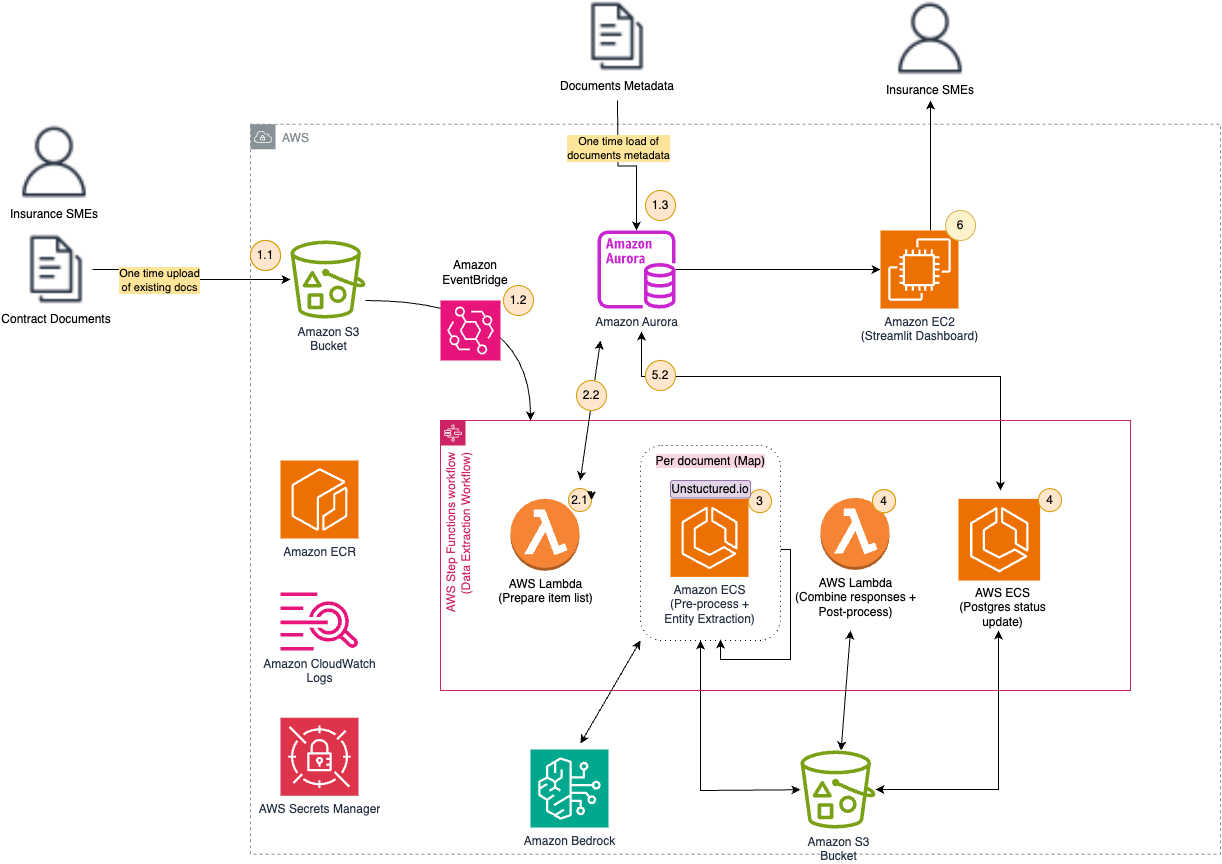 Documents Metadata
Insurance SMEs
AWS
One time load of
documents metadata
Insurance SMEs
1.3
1.1
6
Amazon
Aurora
One time upload
of existing docs
Amazon
EventBridge
1.2
Contract Documents
Amazon S3
Bucket
Amazon Aurora
Amazon EC2
(Streamlit Dashboard)
5.2
2.2
AWS Step Functions workflow
(Data Extraction Workflow)
Per document (Map)
Unstuctured.io
2.1
3
4
4
Amazon ECR
AWS Lambda
(Prepare item list)
Amazon ECS
(Pre-process +
Entity Extraction)
AWS Lambda
(Combine responses +
Post-process)
AWS ECS
(Postgres status
update)
Amazon CloudWatch
Logs
AWS Secrets Manager
Amazon Bedrock
Amazon S3
Bucket